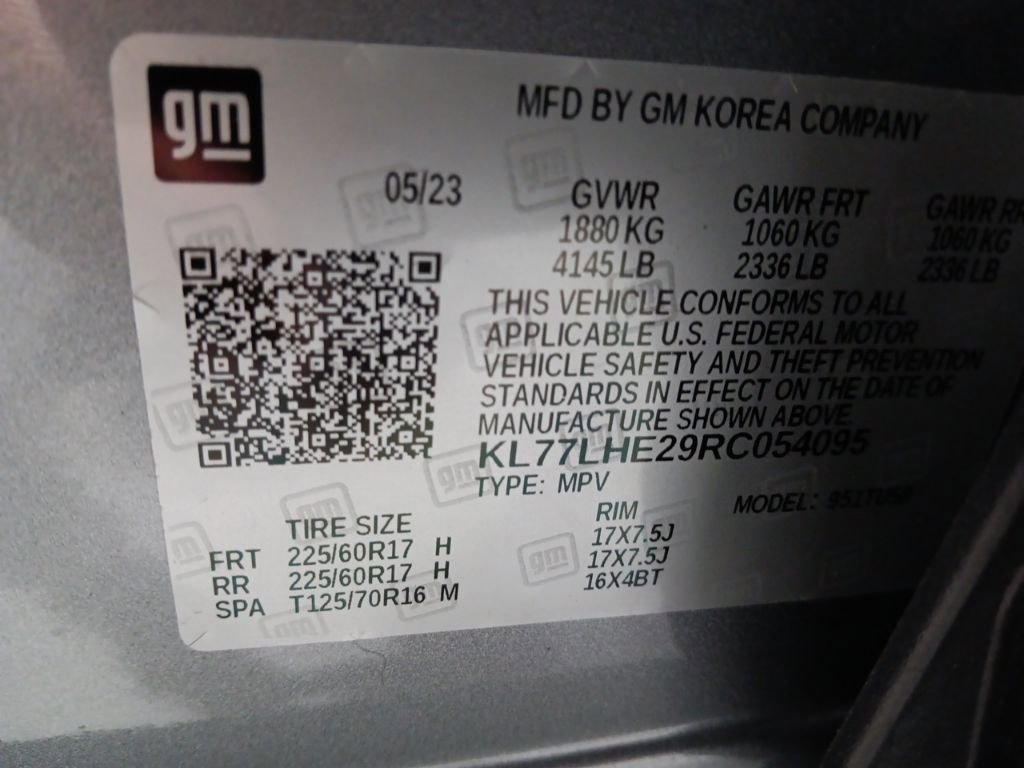 gm
MFD BY GM KOREA COMPANY
05/23 GVWR GAWR FRT GAWR RR
1880 KG 1060 KG 1060 KG
4145 LB 2336 LB 2336 LB
THIS VEHICLE CONFORMS TO ALL
APPLICABLE U.S. FEDERAL MOTOR
VEHICLE SAFETY AND THEFT PREVENTION
STANDARDS IN EFFECT ON THE DATE OF
MANUFACTURE SHOWN ABOVE.
KL77LHE29RC054095
TYPE: MPV MODEL:
TIRE SIZE RIM
FRT 225/60R17 H 17X7.5J
RR 225/60R17 H 17X7.5J
SPA T125/70R16 M 16X4BT